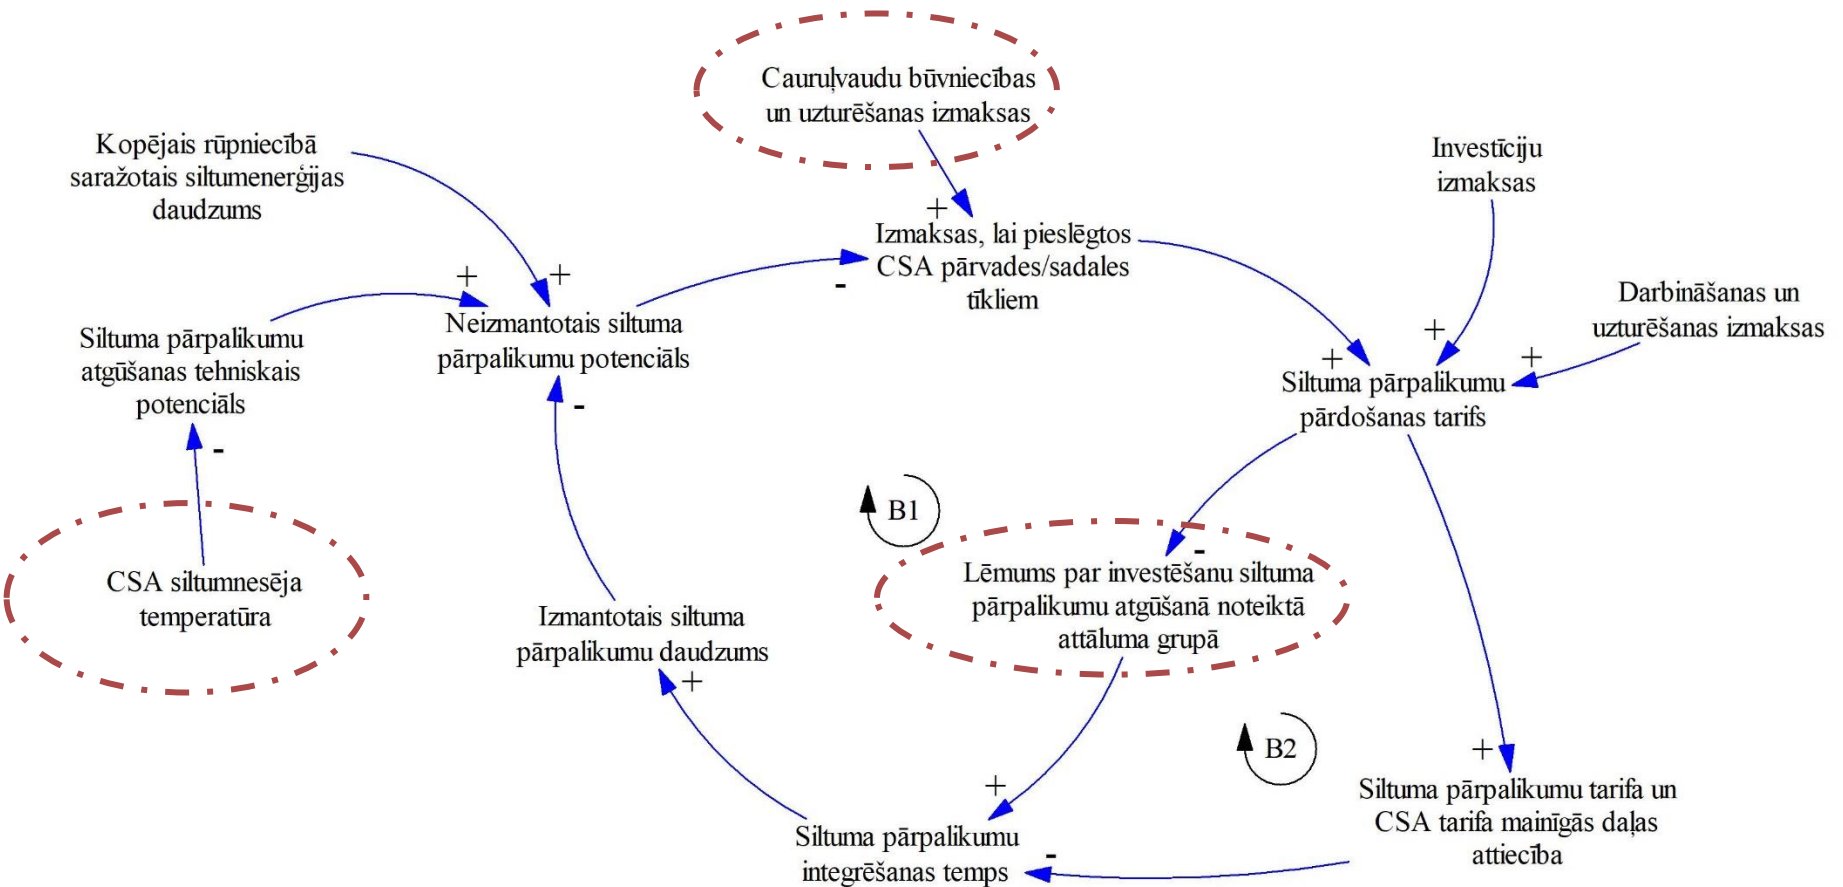 Cauruļvaudu būvniecības
un uzturēšanas izmaksas
Kopējais rūpniecībā
saražotais siltumenerģijas
daudzums
Investīciju
izmaksas
+
Izmaksas, lai pieslēgtos
CSA pārvades/sadales
tīkliem
+
+
-
Darbināšanas un
uzturēšanas izmaksas
Neizmantotais siltuma
pārpalikumu potenciāls
Siltuma pārpalikumu
atgūšanas tehniskais
potenciāls
+
+
+
Siltuma pārpalikumu
pārdošanas tarifs
-
-
B1
-
CSA siltumnesēja
temperatūra
Lēmums par investēšanu siltuma
pārpalikumu atgūšanā noteiktā
attāluma grupā
Izmantotais siltuma
pārpalikumu daudzums
+
B2
+
+
Siltuma pārpalikumu tarifa un
CSA tarifa mainīgās daļas
attiecība
Siltuma pārpalikumu
integrēšanas temps
-